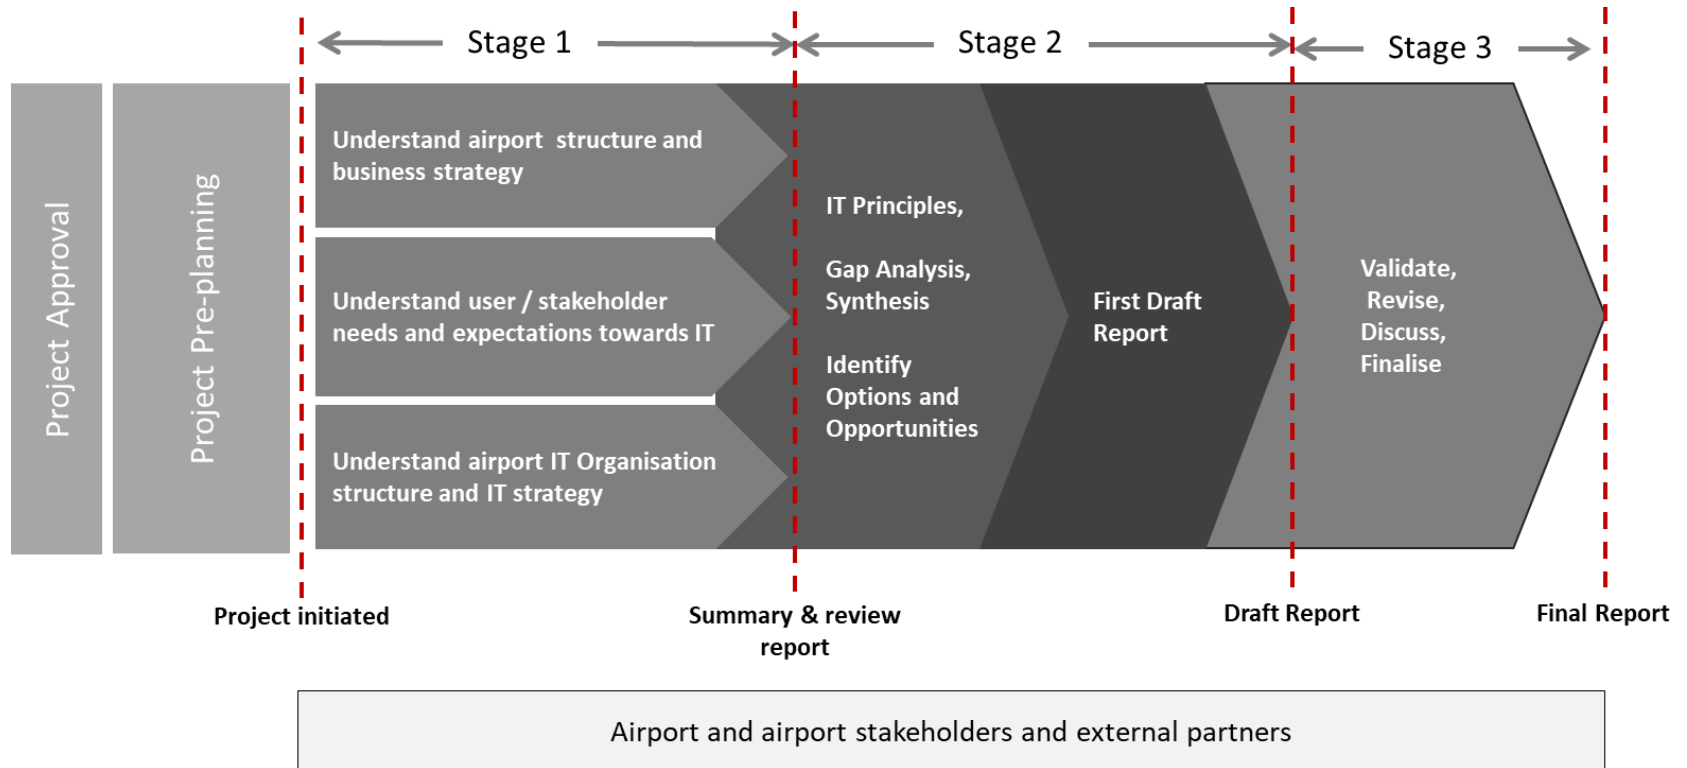 Stage 1
Stage 2
Stage 3
Project Approval
Project Pre-planning
Understand airport structure and
business strategy
Understand user / stakeholder
needs and expectations towards IT
Understand airport IT Organisation
structure and IT strategy
IT Principles,
Gap Analysis,
Synthesis
Identify
Options and
Opportunities
First Draft
Report
Validate,
Revise,
Discuss,
Finalise
Project initiated
Summary & review
report
Draft Report
Final Report
Airport and airport stakeholders and external partners